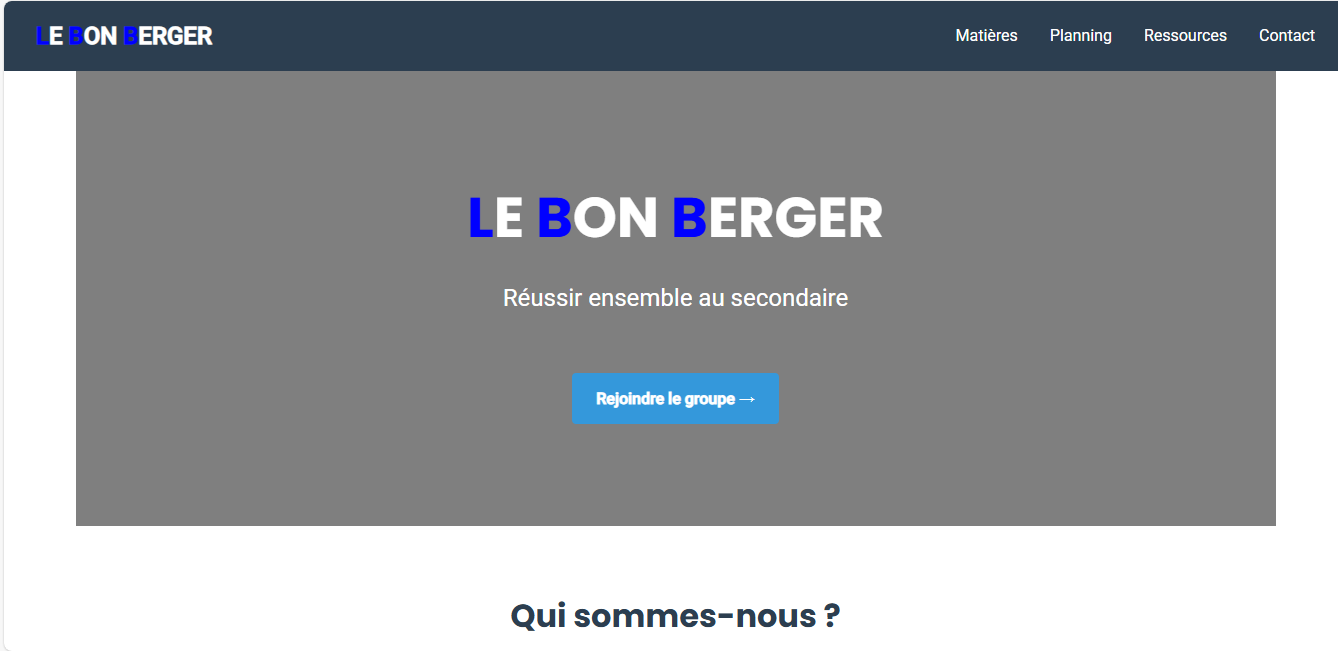 LE BON BERGER
Matières Planning Ressources Contact
LE BON BERGER
Réussir ensemble au secondaire
Rejoindre le groupe →
Qui sommes-nous ?